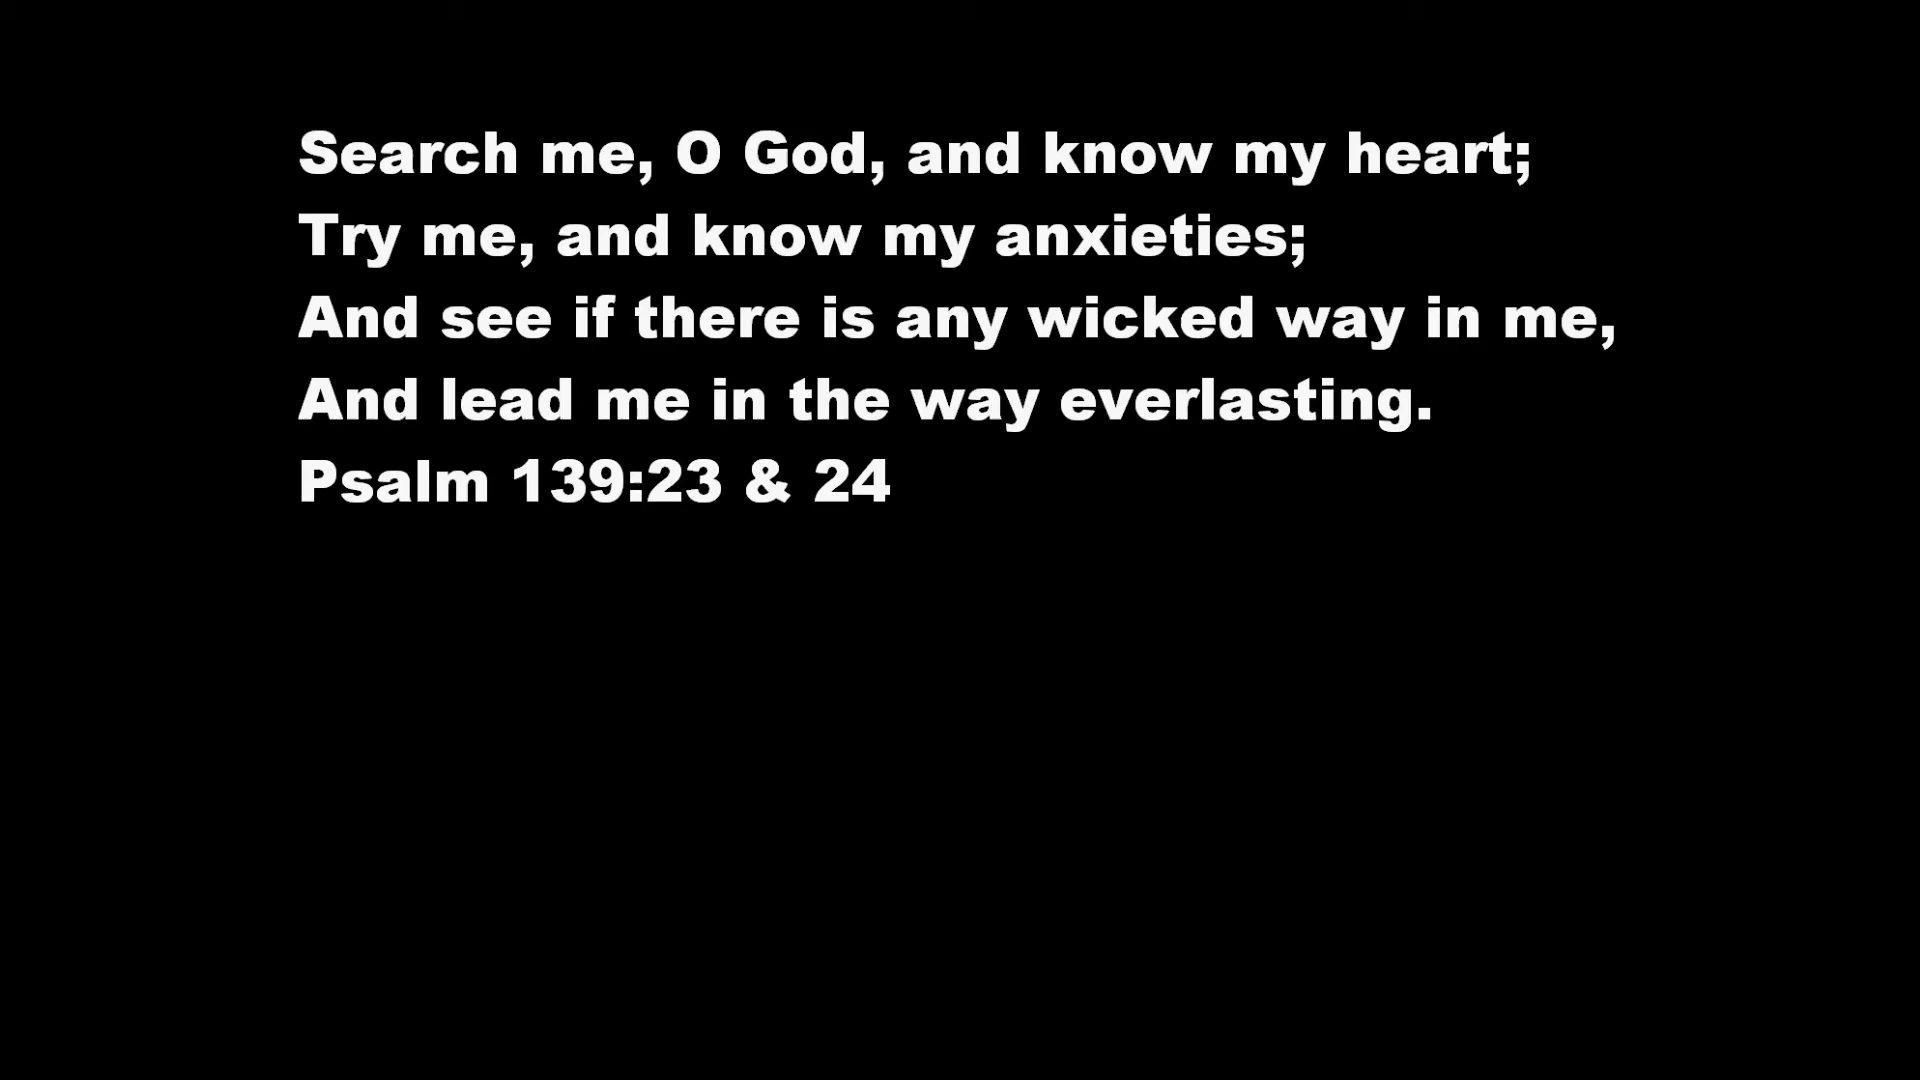 Search me, O God, and know my heart;
Try me, and know my anxieties;
And see if there is any wicked way in me,
And lead me in the way everlasting.
Psalm 139:23 & 24